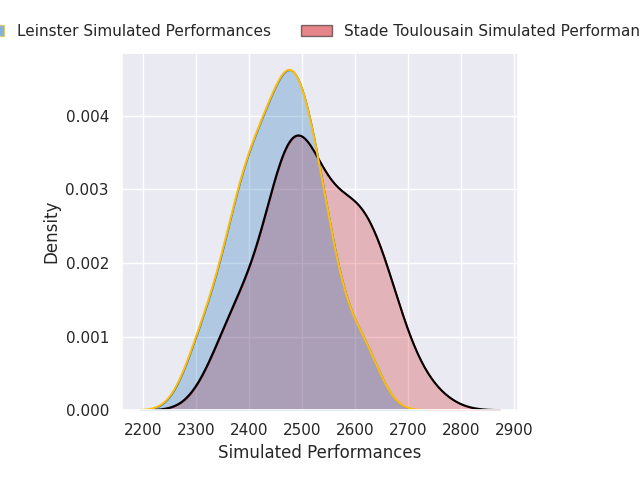 Leinster Simulated Performances Stade Toulousain Simulated Performan
0.004
0.003
0.002
0.001
0.000
Density
2200 2300 2400 2500 2600 2700 2800 2900
Simulated Performances